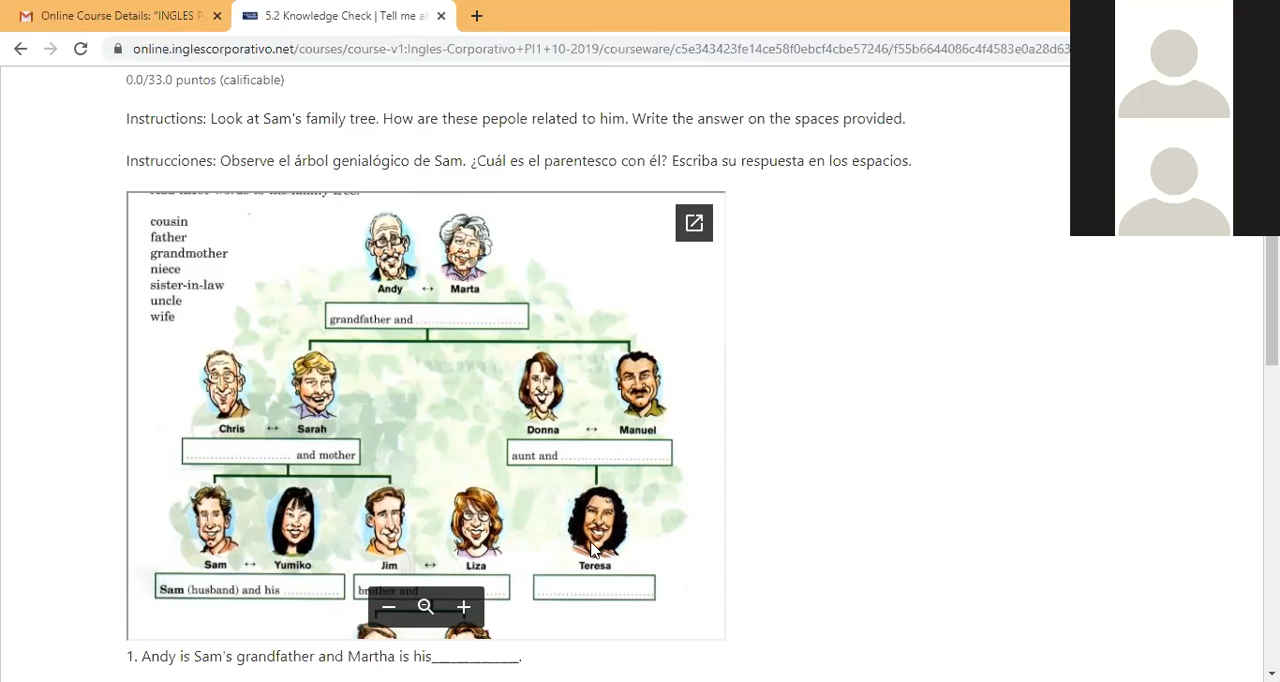 Online Course Details: "INGLES P
5.2 Knowledge Check | Tell me a
online.inglescorporativo.net/courses/course-v1:Ingles-Corporativo+PI1+10-2019/courseware/c5e343423fe14ce58f0ebcf4cbe57246/f55b6644086c4f4583e0a28d63
0.0/33.0 puntos (calificable)
Instructions: Look at Sam's family tree. How are these pepole related to him. Write the answer on the spaces provided.
Instrucciones: Observe el árbol genialógico de Sam. ¿Cuál es el parentesco con él? Escriba su respuesta en los espacios.
cousin
father
grandmother
niece
sister-in-law
uncle
wife
Andy ↔ Marta
grandfather and ........................
Chris ↔ Sarah
Donna ↔ Manuel
........................ and mother
aunt and ........................
Sam ↔ Yumiko
Jim ↔ Liza
Teresa
Sam (husband) and his .............
brother and
........................
1. Andy is Sam's grandfather and Martha is his____________.